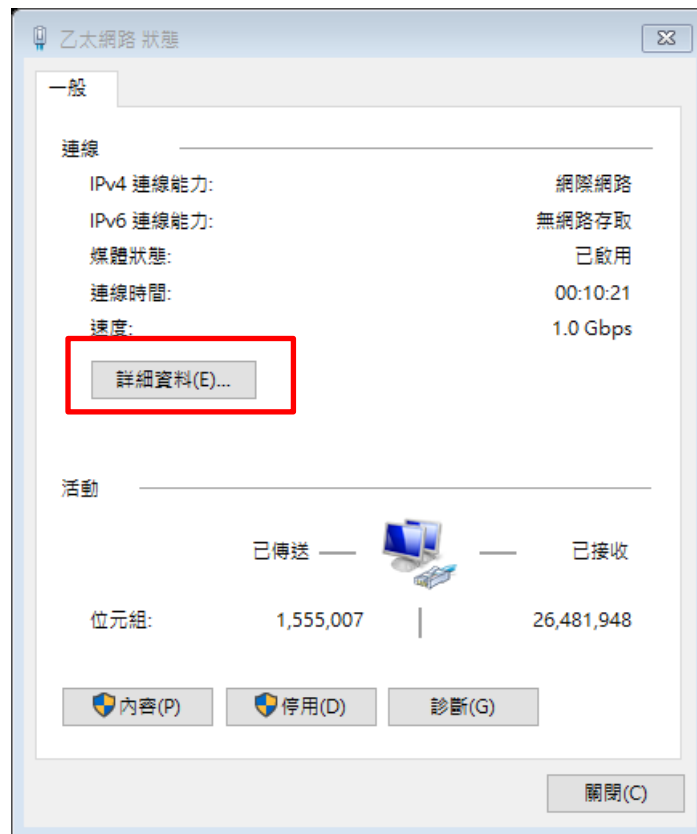 乙太網路 狀態
一般
連線
IPv4 連線能力: 網際網路
IPv6 連線能力: 無網路存取
媒體狀態: 已啟用
連線時間: 00:10:21
速度: 1.0 Gbps
詳細資料(E)...
活動
已傳送 已接收
位元組: 1,555,007 26,481,948
內容(P) 停用(D) 診斷(G)
關閉(C)